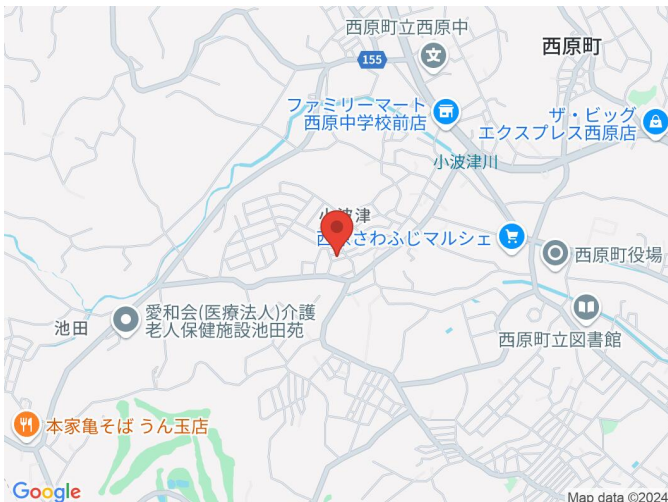 西原町立西原中
文
155
西原町
ファミリーマート
西原中学校前店
ザ・ビッグ
エクスプレス西原店
小波津川
小波津
さわふじマルシェ
西原町役場
愛和会(医療法人)介護
老人保健施設池田苑
池田
西原町立図書館
本家亀そば うん玉店
Google
Map data ©2024